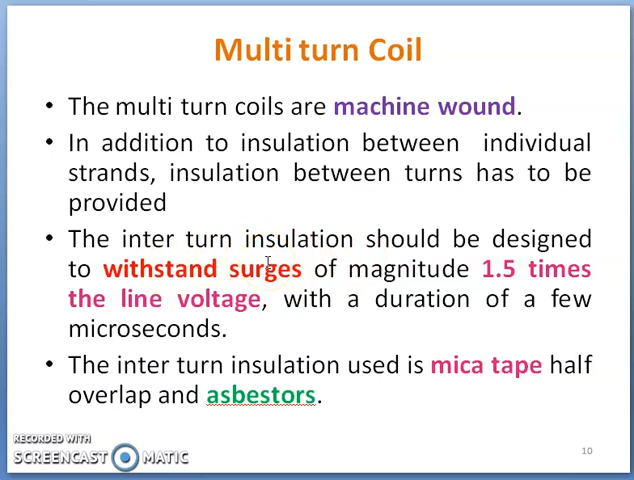 Multi turn Coil
• The multi turn coils are machine wound.
• In addition to insulation between individual
strands, insulation between turns has to be
provided
• The inter turn insulation should be designed
to withstand surges of magnitude 1.5 times
the line voltage, with a duration of a few
microseconds.
• The inter turn insulation used is mica tape half
overlap and asbestors.
RECORDED WITH
SCREENCAST MATIC
10